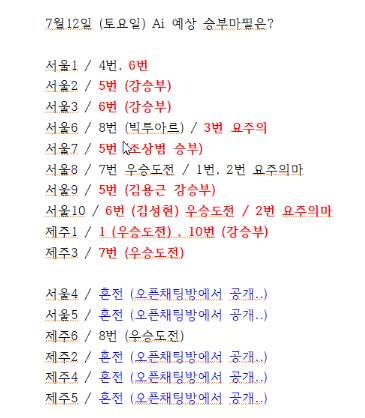 7월12일 (토요일) Ai 예상 승부마필은?
서울1 / 4번, 6번
서울2 / 5번 (강승부)
서울3 / 6번 (강승부)
서울6 / 8번 (빅투아르) / 3번 요주의
서울7 / 5번 조상범 승부)
서울8 / 7번 우승도전 / 1번, 2번 요주의마
서울9 / 5번 (김용근 강승부)
서울10 / 6번 (김성현) 우승도전 / 2번 요주의마
제주1 / 1 (우승도전) , 10번 (강승부)
제주3 / 7번 (우승도전)
서울4 / 혼전 (오픈채팅방에서 공개..)
서울5 / 혼전 (오픈채팅방에서 공개..)
제주6 / 8번 (우승도전)
제주2 / 혼전 (오픈채팅방에서 공개..)
제주4 / 혼전 (오픈채팅방에서 공개..)
제주5 / 혼전 (오픈채팅방에서 공개..)